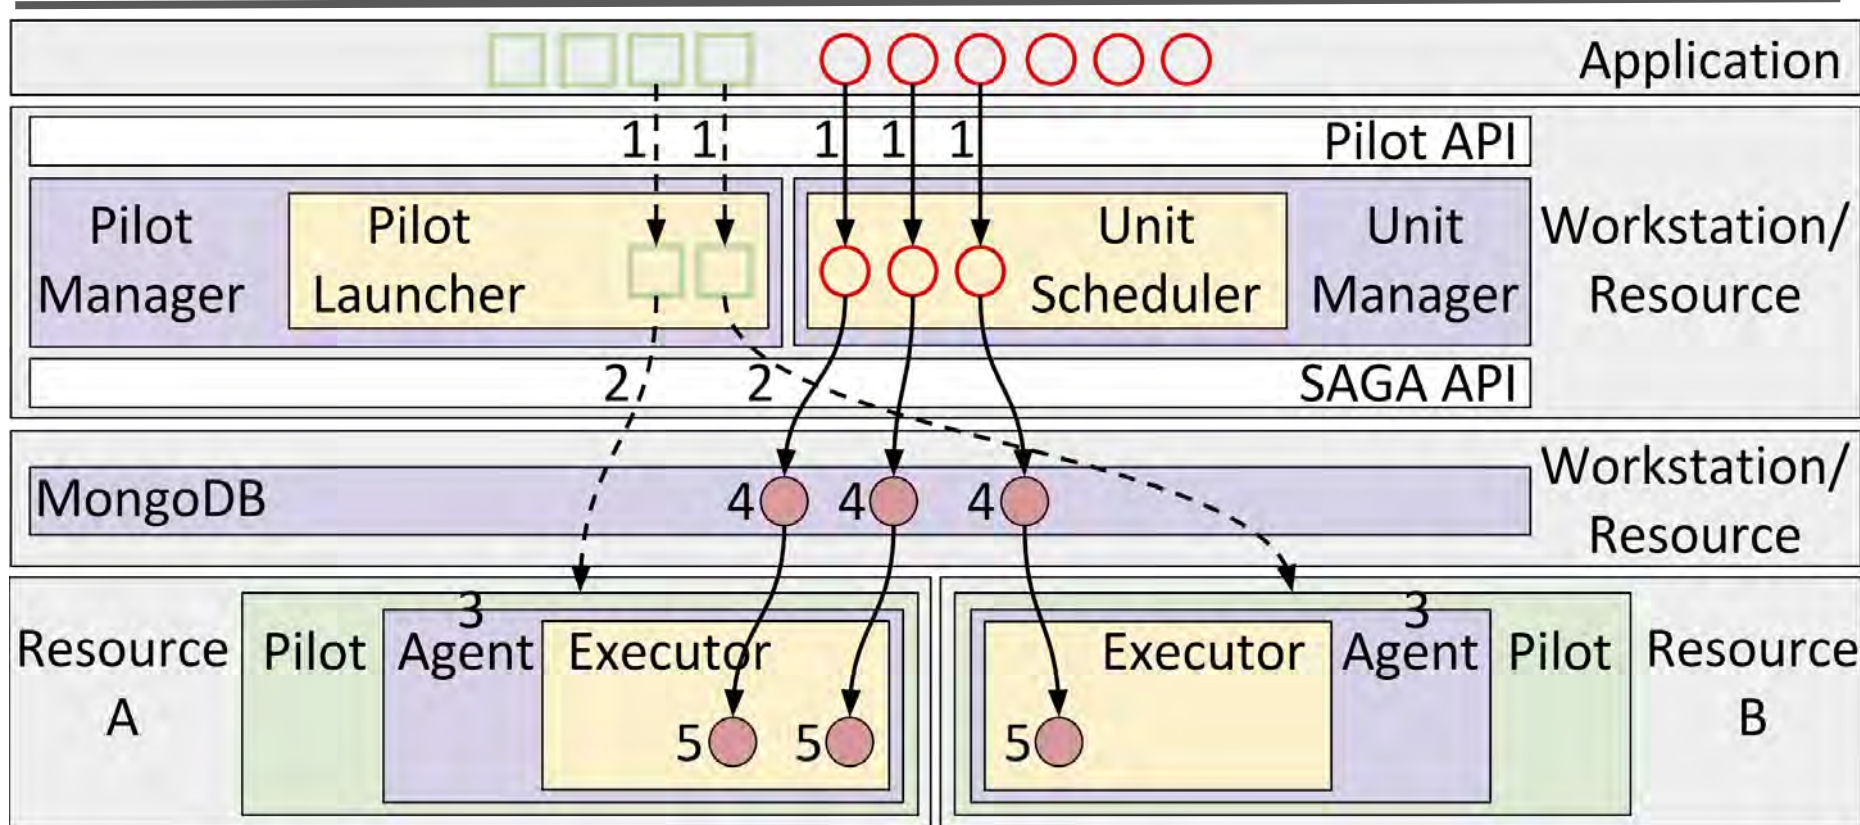 Application
1 1 1 1 1
Pilot API
Pilot
Manager
Pilot
Launcher
Unit
Scheduler
Unit
Manager
Workstation/
Resource
2 2
SAGA API
MongoDB
4 4 4
Workstation/
Resource
Resource
A
Pilot
3
Agent
Executor
5 5
Executor
5
3
Agent
Pilot
Resource
B